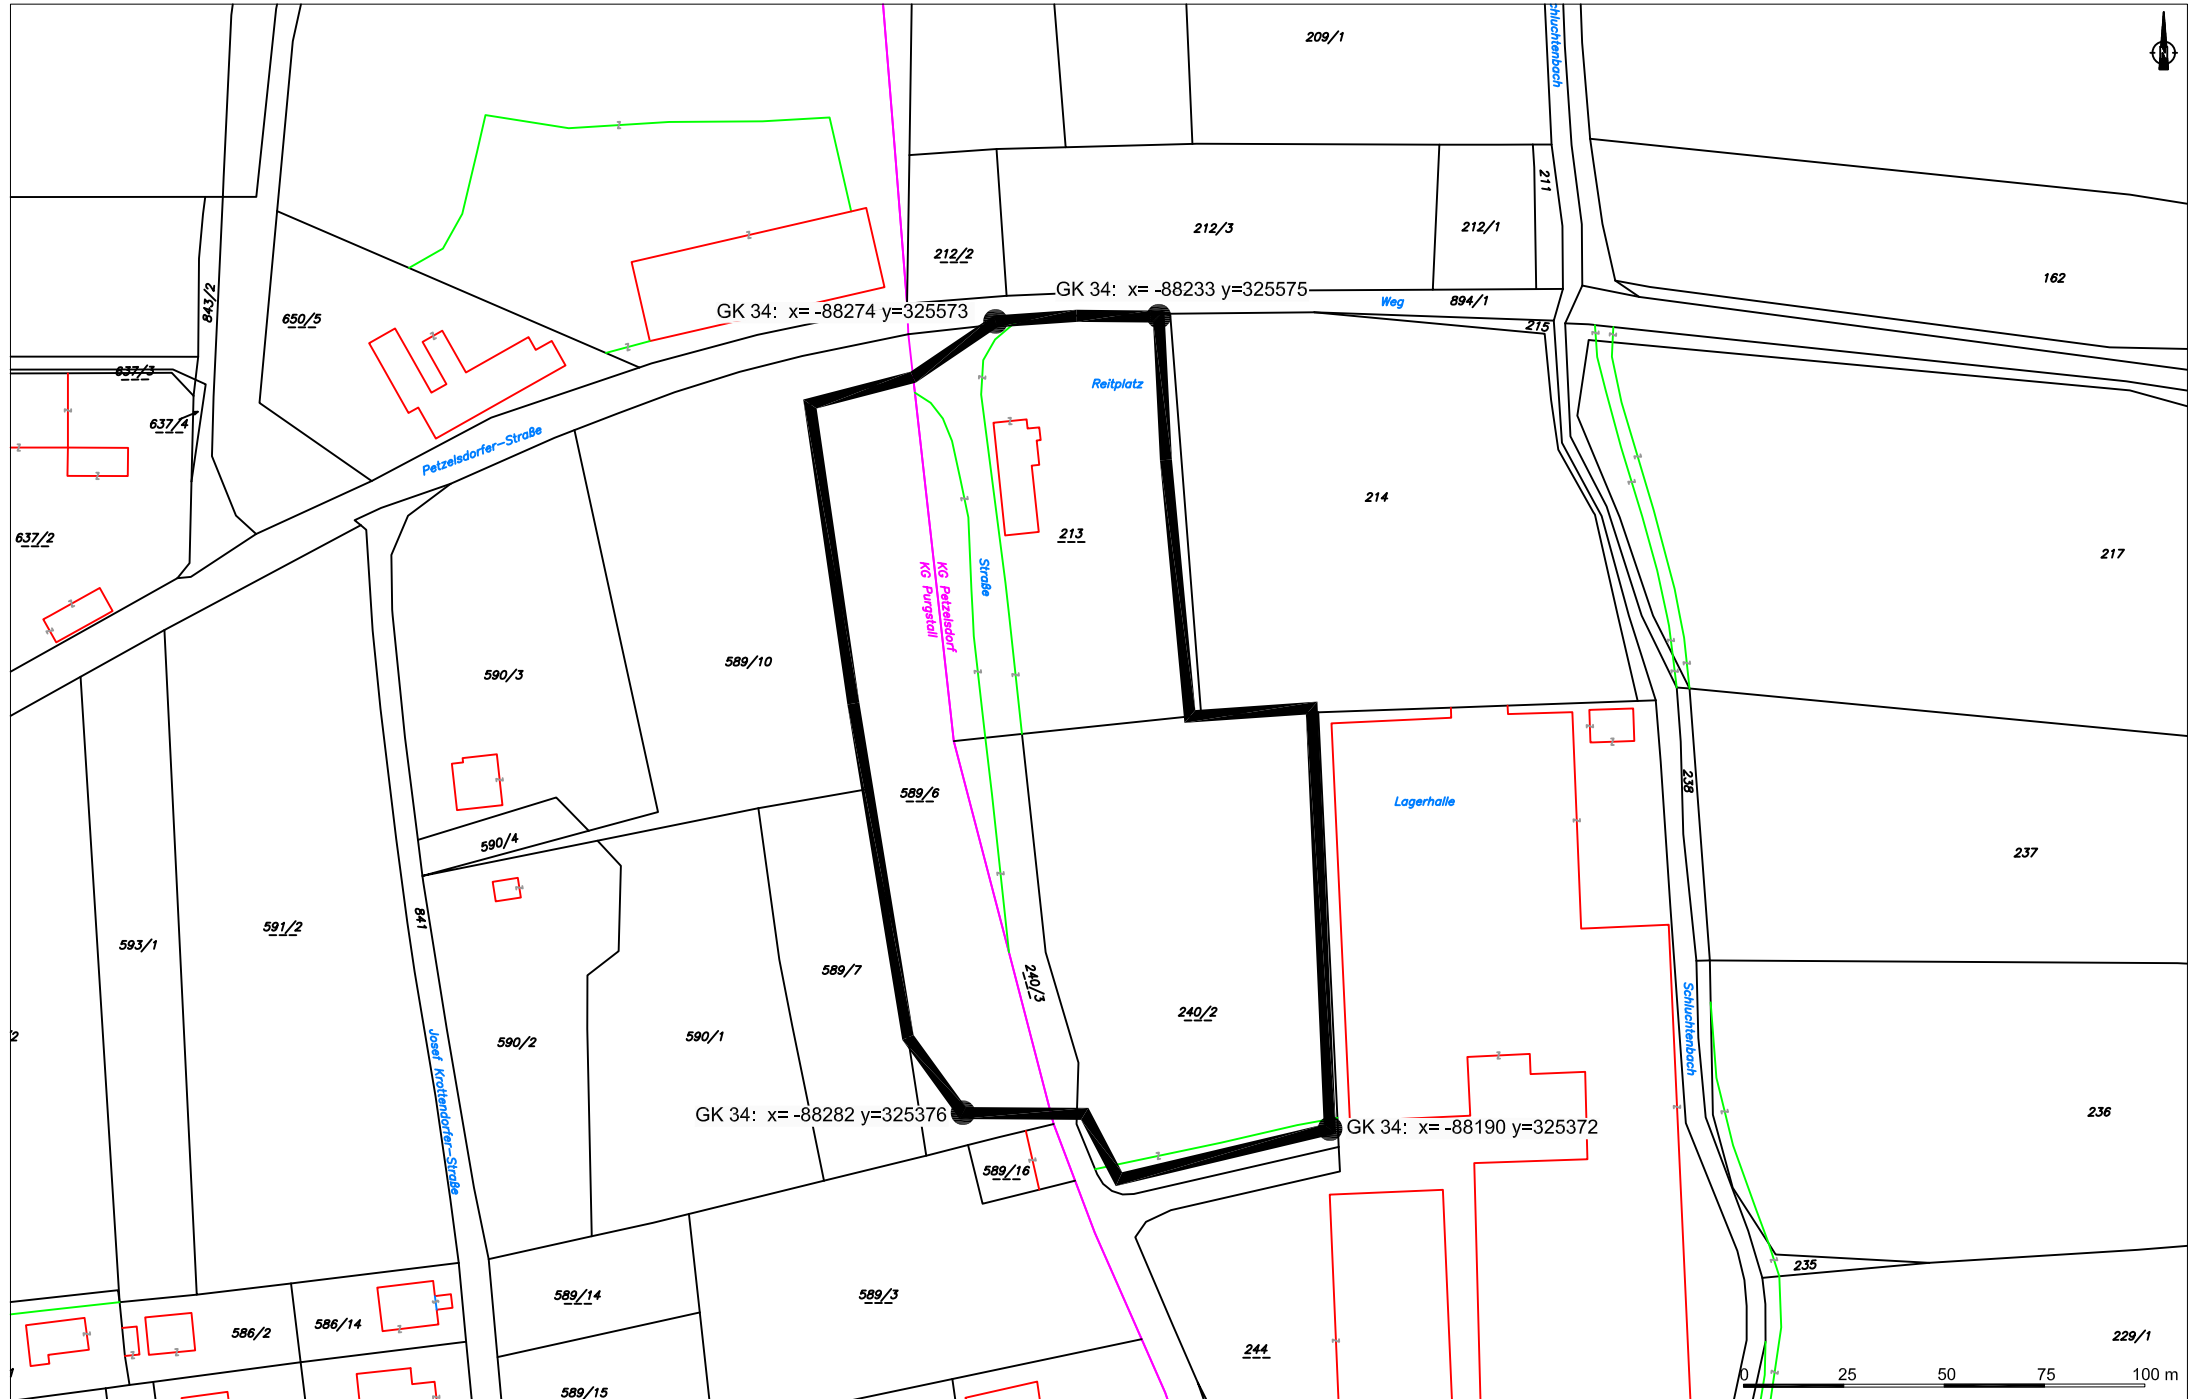 209/1
Schluchtenbach
211
212/3
212/1
212/2
162
843/2
650/5
GK 34: x= -88233 y=325575
GK 34: x= -88274 y=325573
Weg
894/1
215
637/3
637/4
Reitplatz
Petzelsdorfer-Straße
214
637/2
213
217
Straße
KG Petzelsdorf
KG Purgstall
590/3
589/10
238
589/6
Lagerhalle
590/4
237
841
591/2
593/1
589/7
240/3
240/2
Schluchtenbach
590/2
590/1
Josef Krottendorfer-Straße
GK 34: x= -88282 y=325376
GK 34: x= -88190 y=325372
236
589/16
235
589/14
589/3
586/2
586/14
244
229/1
589/15
0 25 50 75 100 m